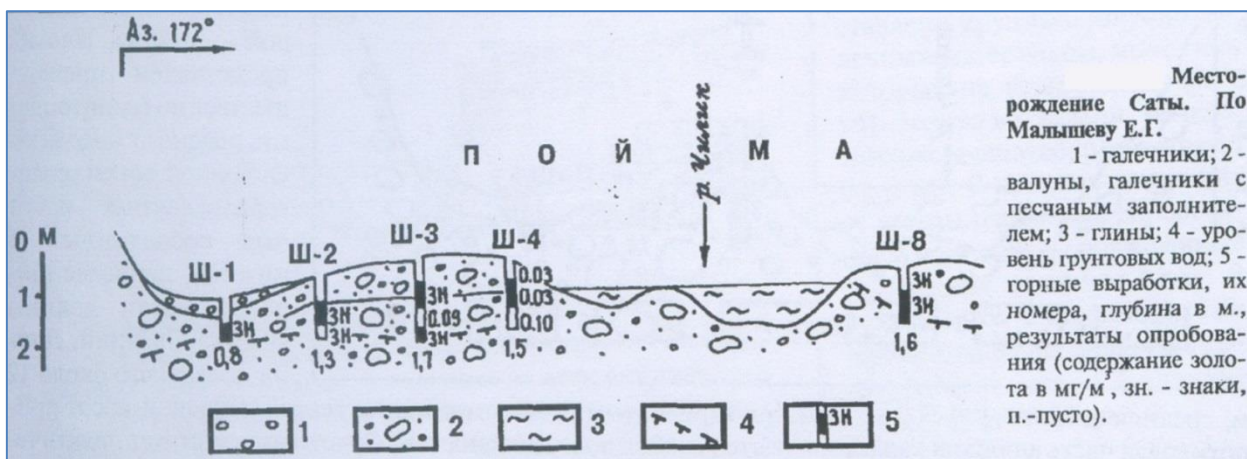 Аз. 172°
П О Й М А
р. Чилик
0 М
1
2
Ш-1
Ш-2
Ш-3
Ш-4
Ш-8
ЗН
0,8
ЗН
ЗН
1,3
ЗН
0.09
ЗН
1,7
0.03
0.03
0.10
1,5
ЗН
ЗН
1,6
1
2
3
4
ЗН 5
Место-
рождение Саты. По
Малышеву Е.Г.
1 - галечники; 2 -
валуны, галечники с
песчаным заполните-
лем; 3 - глины; 4 - уро-
вень грунтовых вод; 5 -
горные выработки, их
номера, глубина в м.,
результаты опробова-
ния (содержание золо-
та в мг/м , зн. - знаки,
п.-пусто).